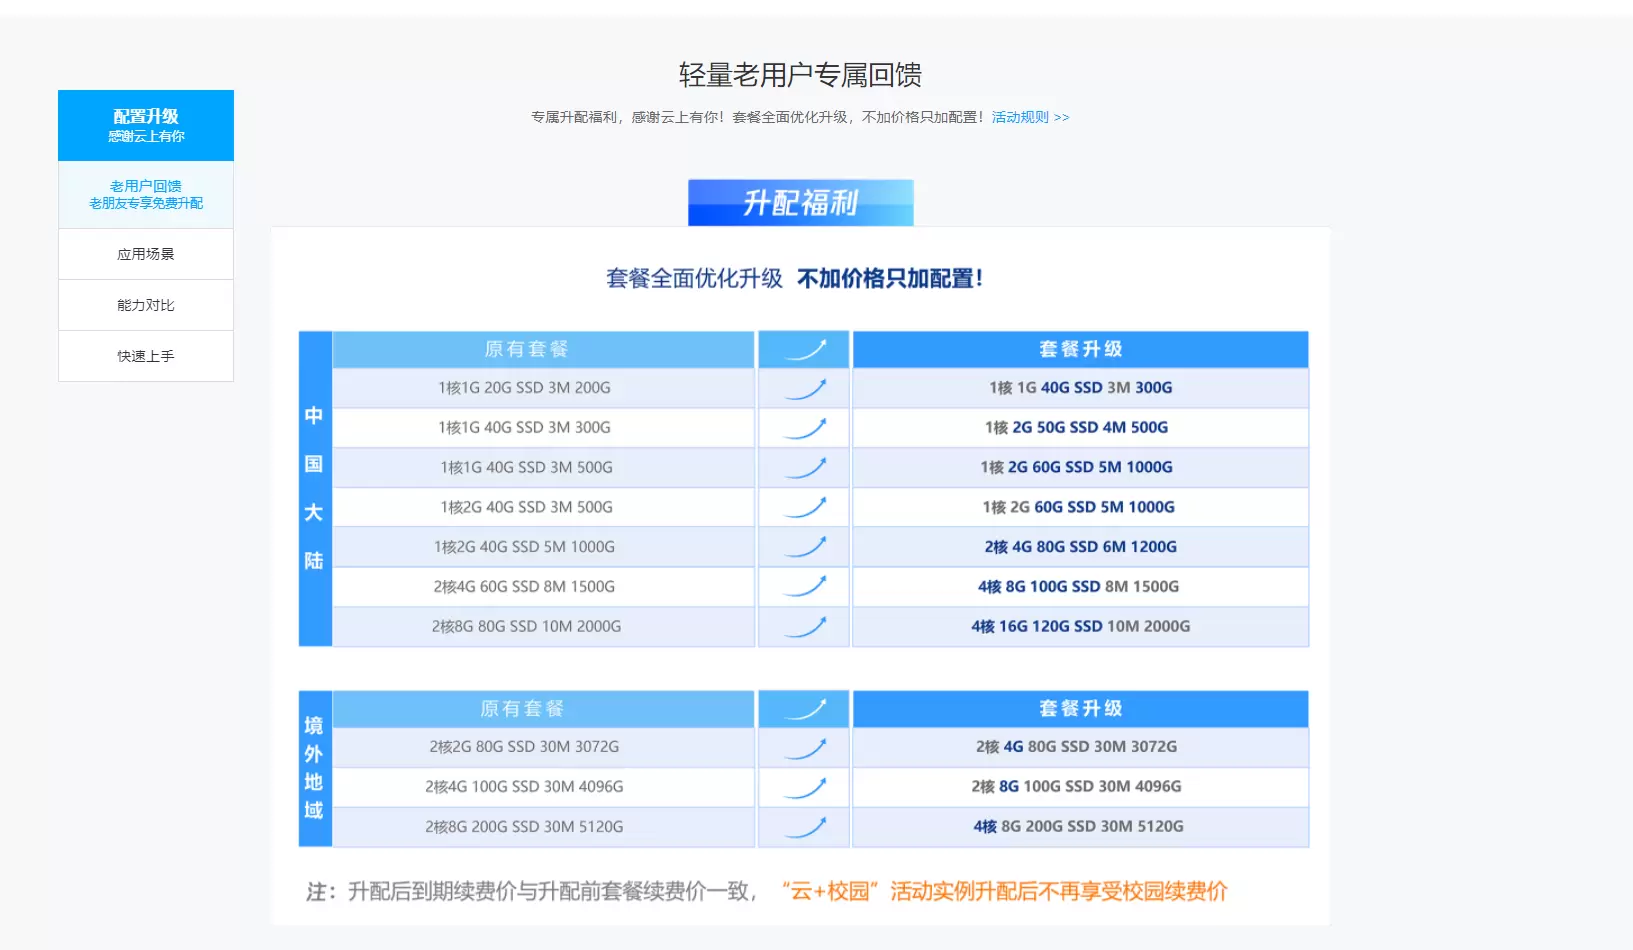 轻量老用户专属回馈
专属升配福利，感谢云上有你！套餐全面优化升级，不加价格只加配置！活动规则 >>
配置升级
感谢云上有你
老用户回馈
老朋友专享免费升配
应用场景
能力对比
快速上手
升配福利
套餐全面优化升级 不加价格只加配置！
中国大陆
原有套餐 套餐升级
1核1G 20G SSD 3M 200G 1核 1G 40G SSD 3M 300G
1核1G 40G SSD 3M 300G 1核 2G 50G SSD 4M 500G
1核1G 40G SSD 3M 500G 1核 2G 60G SSD 5M 1000G
1核2G 40G SSD 3M 500G 1核 2G 60G SSD 5M 1000G
1核2G 40G SSD 5M 1000G 2核 4G 80G SSD 6M 1200G
2核4G 60G SSD 8M 1500G 4核 8G 100G SSD 8M 1500G
2核8G 80G SSD 10M 2000G 4核 16G 120G SSD 10M 2000G
境外地域
原有套餐 套餐升级
2核2G 80G SSD 30M 3072G 2核 4G 80G SSD 30M 3072G
2核4G 100G SSD 30M 4096G 2核 8G 100G SSD 30M 4096G
2核8G 200G SSD 30M 5120G 4核 8G 200G SSD 30M 5120G
注：升配后到期续费价与升配前套餐续费价一致，“云+校园”活动实例升配后不再享受校园续费价